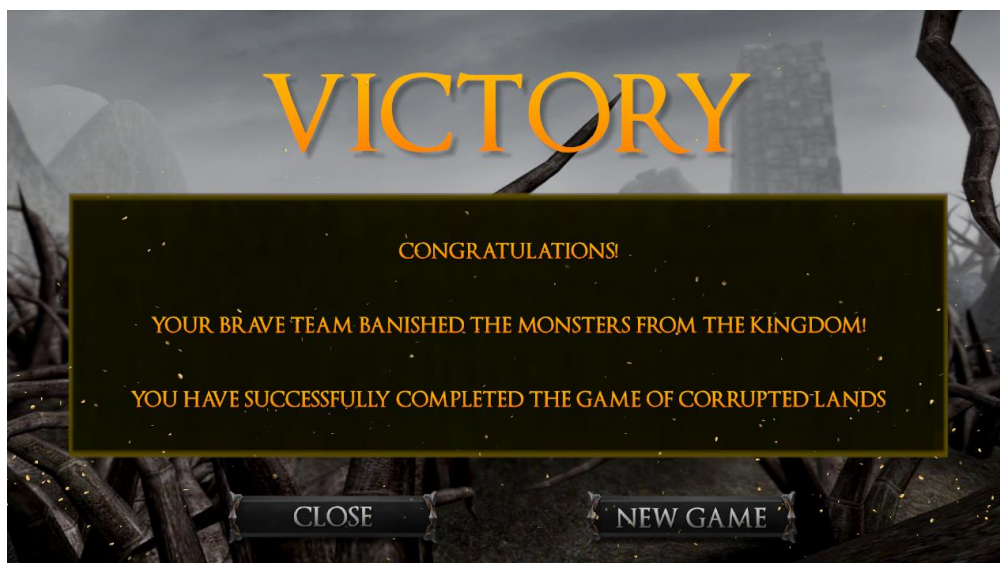 VICTORY
CONGRATULATIONS!
YOUR BRAVE TEAM BANISHED THE MONSTERS FROM THE KINGDOM!
YOU HAVE SUCCESSFULLY COMPLETED THE GAME OF CORRUPTED LANDS
CLOSE
NEW GAME